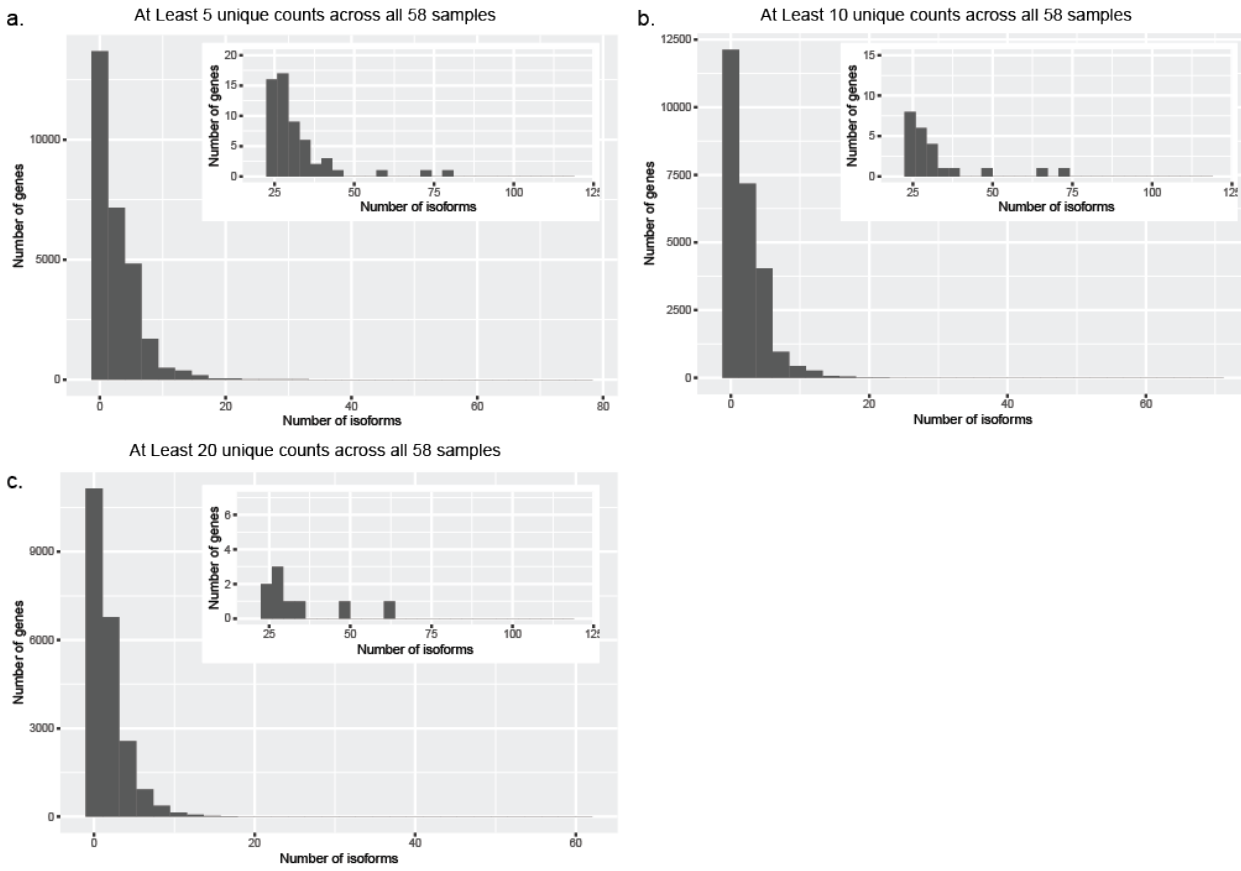 a.
At Least 5 unique counts across all 58 samples
Number of genes
10000
5000
0
0 20 40 60 80
Number of isoforms
Number of genes
20
15
10
5
0
25 50 75 100 125
Number of isoforms
b.
At Least 10 unique counts across all 58 samples
Number of genes
12500
10000
7500
5000
2500
0
0 20 40 60
Number of isoforms
Number of genes
15
10
5
0
25 50 75 100 125
Number of isoforms
c.
At Least 20 unique counts across all 58 samples
Number of genes
9000
6000
3000
0
0 20 40 60
Number of isoforms
Number of genes
6
4
2
0
25 50 75 100 125
Number of isoforms